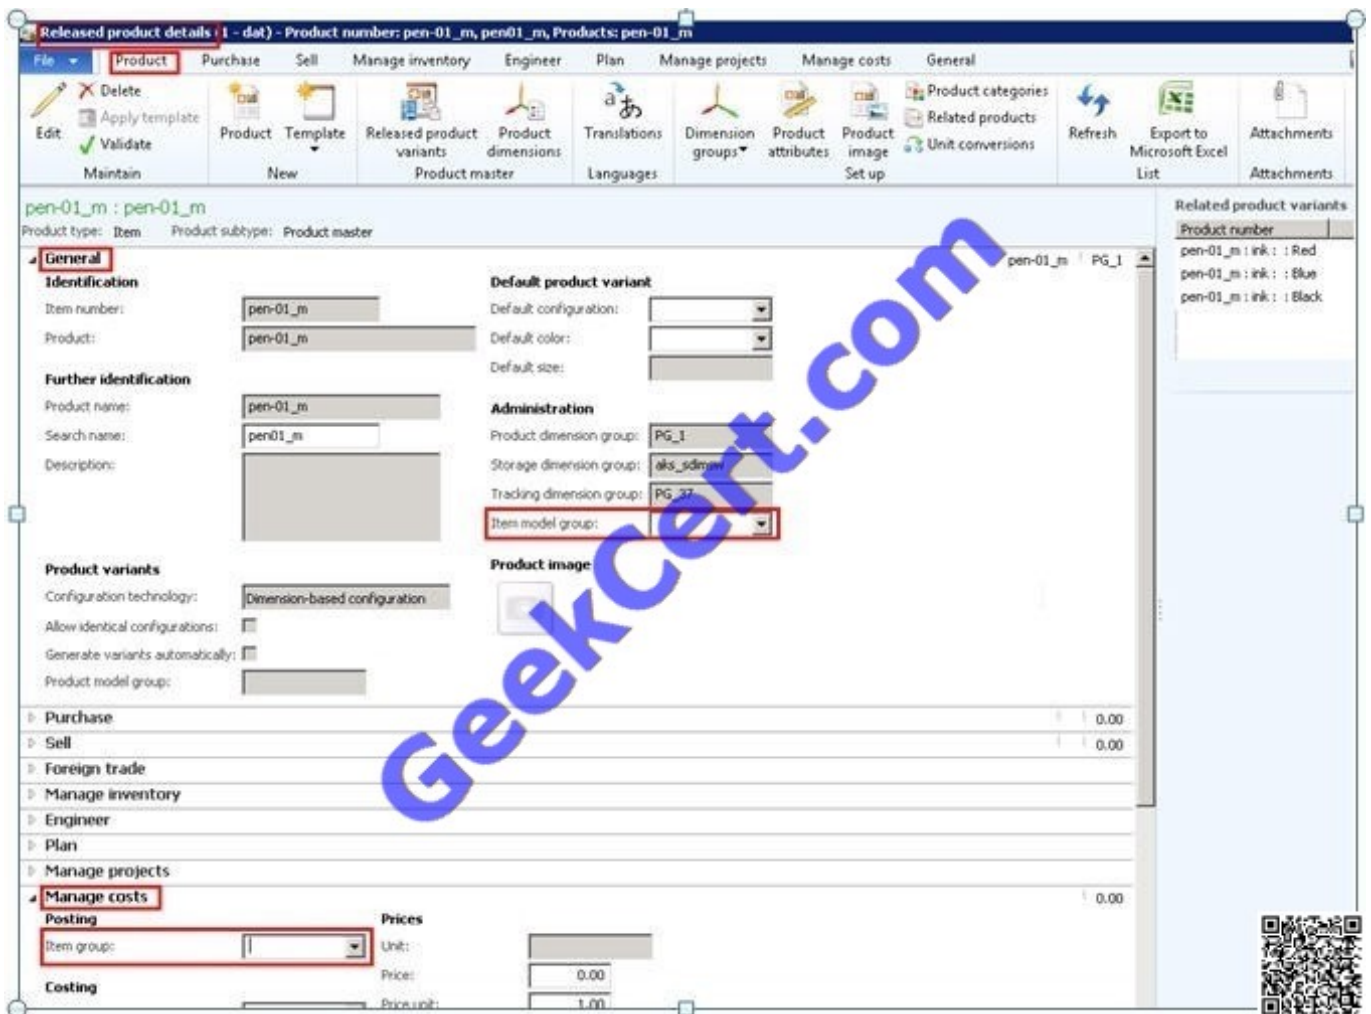 Released product details (1 - dat) - Product number: pen-01_m, pen01_m, Products: pen-01_m
File Product Purchase Sell Manage inventory Engineer Plan Manage projects Manage costs General
Edit
Delete
Apply template
Validate
Maintain
Product Template
New
Released product variants
Product dimensions
Product master
Translations
Languages
Dimension groups
Product attributes
Product image
Product categories
Related products
Unit conversions
Set up
Refresh
Export to Microsoft Excel
List
Attachments
Attachments
pen-01_m : pen-01_m
Product type: Item Product subtype: Product master
General pen-01_m PG_1
Identification
Item number: pen-01_m
Product: pen-01_m
Further identification
Product name: pen-01_m
Search name: pen01_m
Description:
Product variants
Configuration technology: Dimension-based configuration
Allow identical configurations:
Generate variants automatically:
Product model group:
Default product variant
Default configuration:
Default color:
Default size:
Administration
Product dimension group: PG_1
Storage dimension group:
Tracking dimension group: PG_37
Item model group:
Product image
Purchase 0.00
Sell 0.00
Foreign trade
Manage inventory
Engineer
Plan
Manage projects
Manage costs 0.00
Posting
Item group:
Costing
Prices
Unit:
Price: 0.00
Price unit: 1.00
Related product variants
Product number
pen-01_m : ink : : Red
pen-01_m : ink : : Blue
pen-01_m : ink : : Black
GeekCert.com